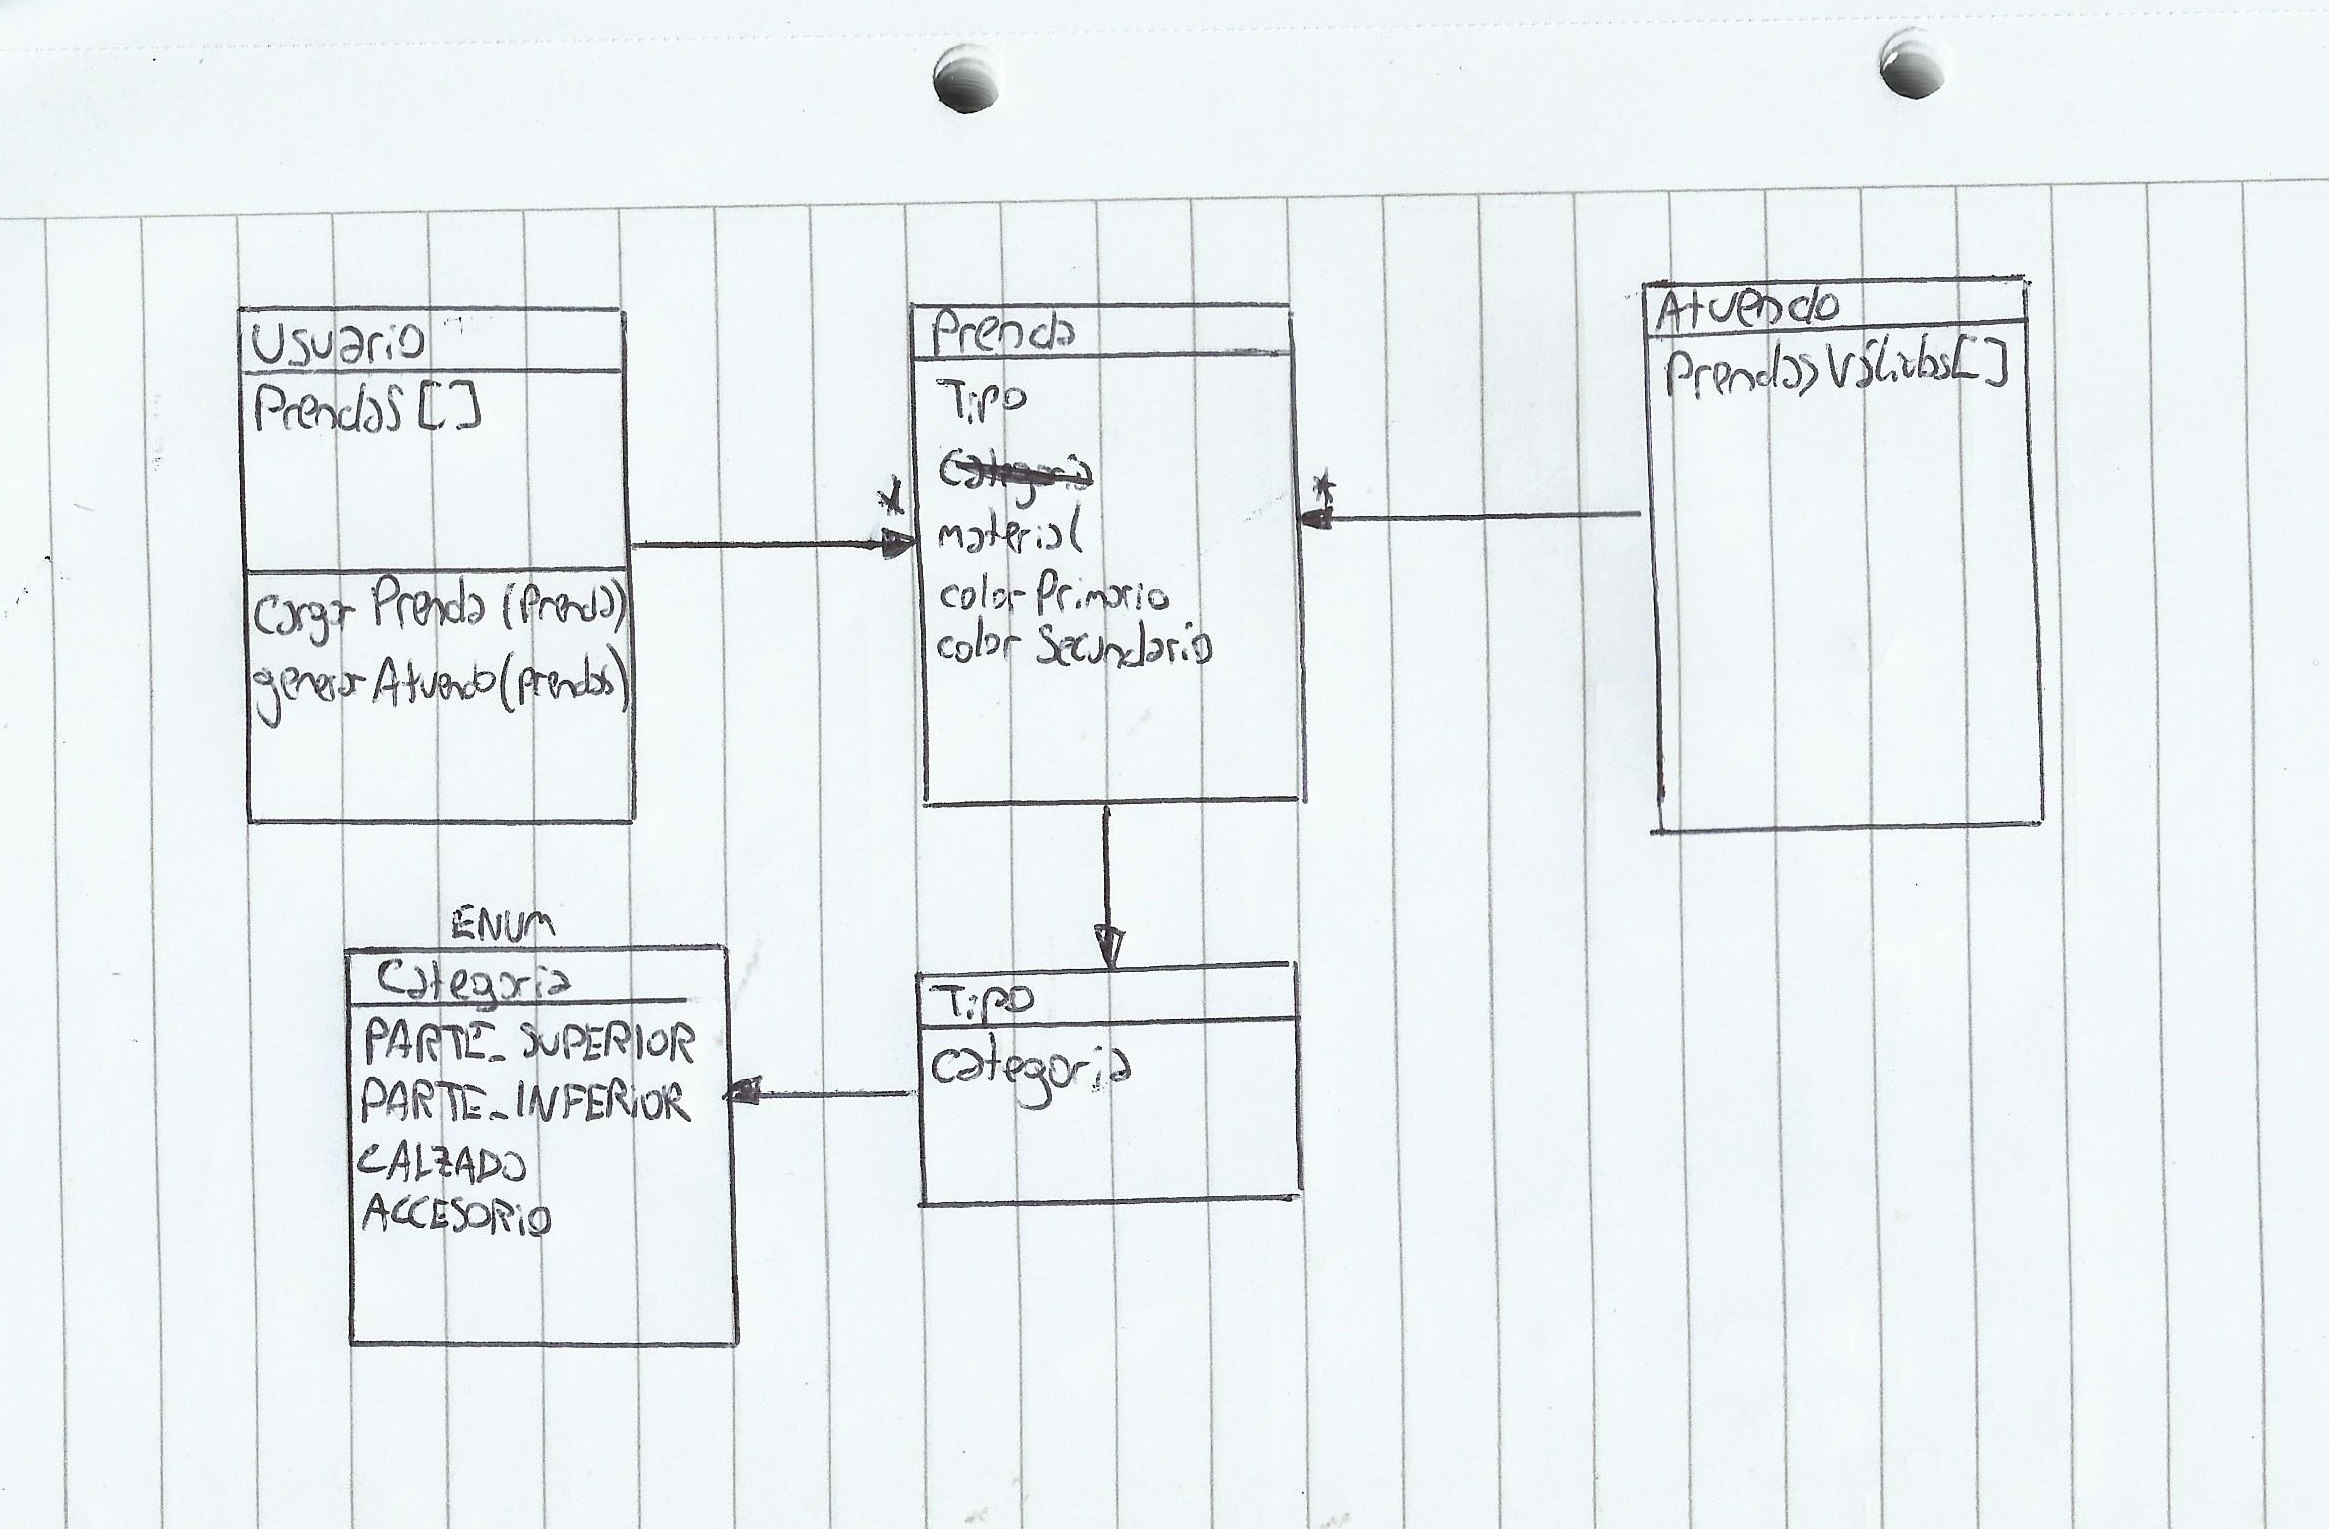 Usuario
Prendas []
cargar Prenda (Prenda)
generar Atuendo (prendas)
Prenda
Tipo
Categoria
material
color Primario
color Secundario
Atuendo
Prendas Válidas []
ENUM
Categoria
PARTE_SUPERIOR
PARTE_INFERIOR
CALZADO
ACCESORIO
Tipo
categoria